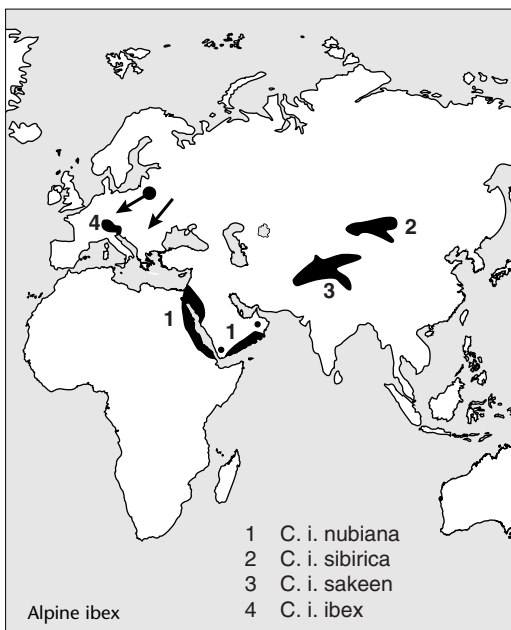 4
2
3
1
1
1 C. i. nubiana
2 C. i. sibirica
3 C. i. sakeen
4 C. i. ibex
Alpine ibex